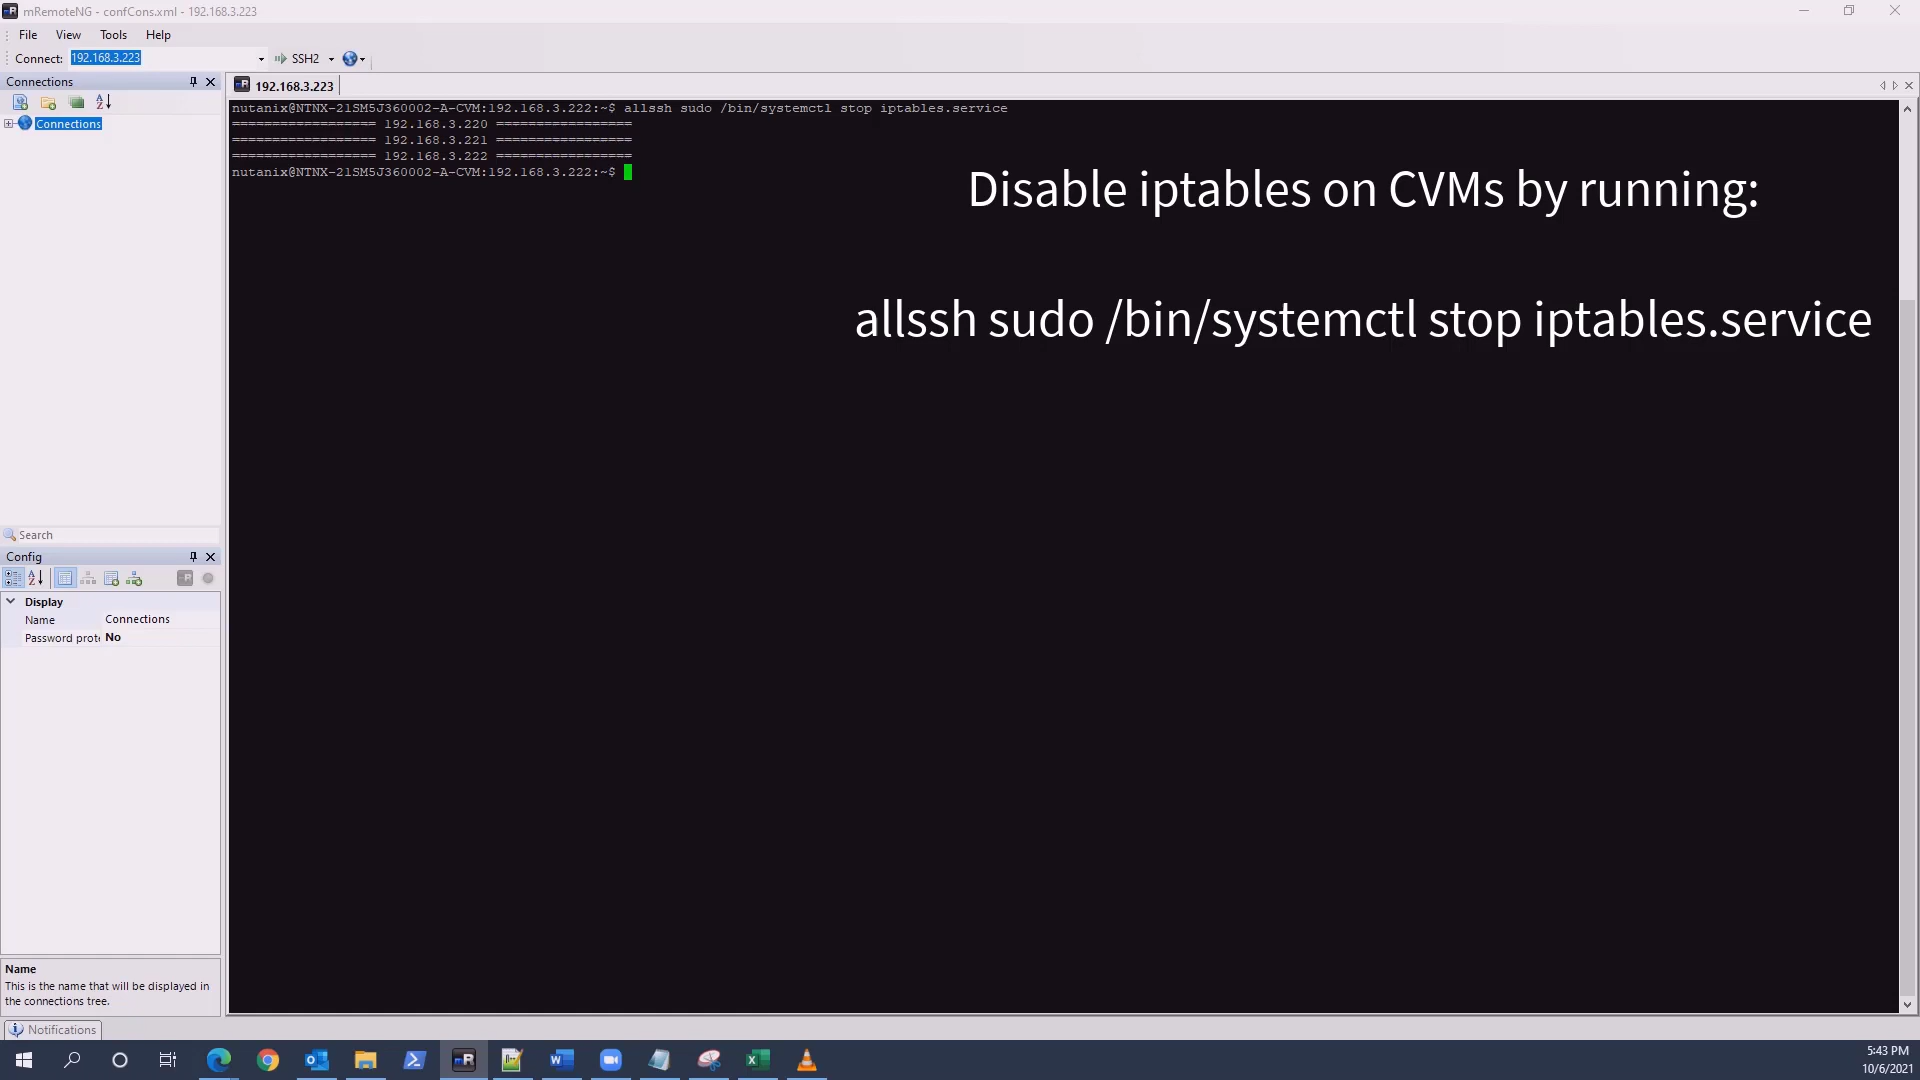 mRemoteNG - confCons.xml - 192.168.3.223
File View Tools Help
Connect: 192.168.3.223 SSH2
Connections
192.168.3.223
Connections
nutanix@NTNX-21SM5J360002-A-CVM:192.168.3.222:~$ allssh sudo /bin/systemctl stop iptables.service
================== 192.168.3.220 =================
================== 192.168.3.221 =================
================== 192.168.3.222 =================
nutanix@NTNX-21SM5J360002-A-CVM:192.168.3.222:~$
Disable iptables on CVMs by running:
allssh sudo /bin/systemctl stop iptables.service
Search
Config
Display
Name Connections
Password prote No
Name
This is the name that will be displayed in
the connections tree.
Notifications
5:43 PM
10/6/2021